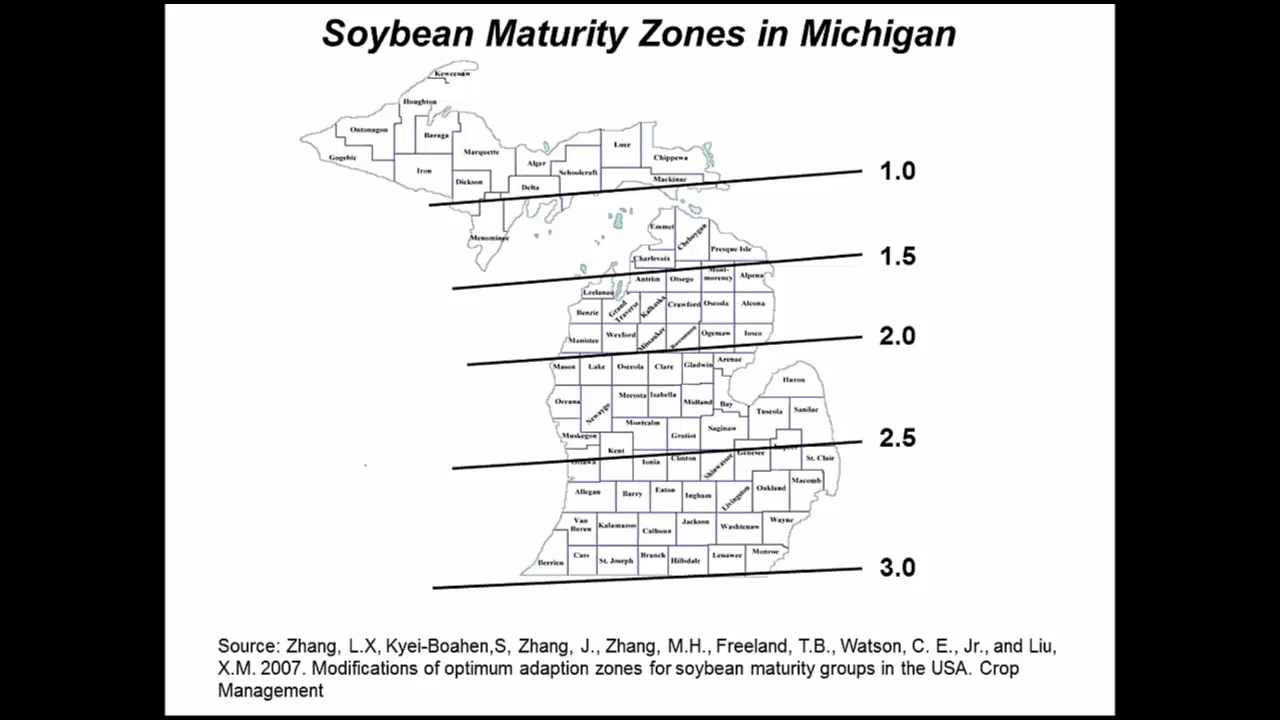 Soybean Maturity Zones in Michigan
Keweenaw
Houghton
Ontonagon
Baraga
Gogebic
Iron
Marquette
Dickson
Alger
Delta
Schoolcraft
Luce
Chippewa
Mackinac
1.0
Menominee
Emmet
Cheboygan
Presque Isle
Charlevoix
1.5
Antrim
Otsego
Mont-
morency
Alpena
Leelanau
Benzie
Grand
Traverse
Kalkaska
Crawford
Oscoda
Alcona
Manistee
Wexford
Missaukee
Roscommon
Ogemaw
Iosco
2.0
Mason
Lake
Osceola
Clare
Gladwin
Arenac
Huron
Oceana
Newaygo
Mecosta
Isabella
Midland
Bay
Tuscola
Sanilac
Montcalm
Gratiot
Saginaw
Muskegon
Kent
2.5
Ottawa
Ionia
Clinton
Shiawassee
Genesee
Lapeer
St. Clair
Allegan
Barry
Eaton
Ingham
Livingston
Oakland
Macomb
Van
Buren
Kalamazoo
Calhoun
Jackson
Washtenaw
Wayne
Berrien
Cass
St. Joseph
Branch
Hillsdale
Lenawee
Monroe
3.0
Source: Zhang, L.X, Kyei-Boahen,S, Zhang, J., Zhang, M.H., Freeland, T.B., Watson, C. E., Jr., and Liu,
X.M. 2007. Modifications of optimum adaption zones for soybean maturity groups in the USA. Crop
Management